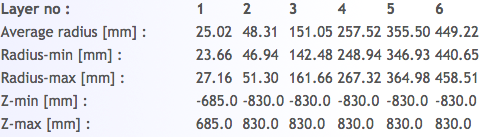 Layer no : 1 2 3 4 5 6
Average radius [mm] : 25.02 48.31 151.05 257.52 355.50 449.22
Radius-min [mm] : 23.66 46.94 142.48 248.94 346.93 440.65
Radius-max [mm] : 27.16 51.30 161.66 267.32 364.98 458.51
Z-min [mm] : -685.0 -830.0 -830.0 -830.0 -830.0 -830.0
Z-max [mm] : 685.0 830.0 830.0 830.0 830.0 830.0